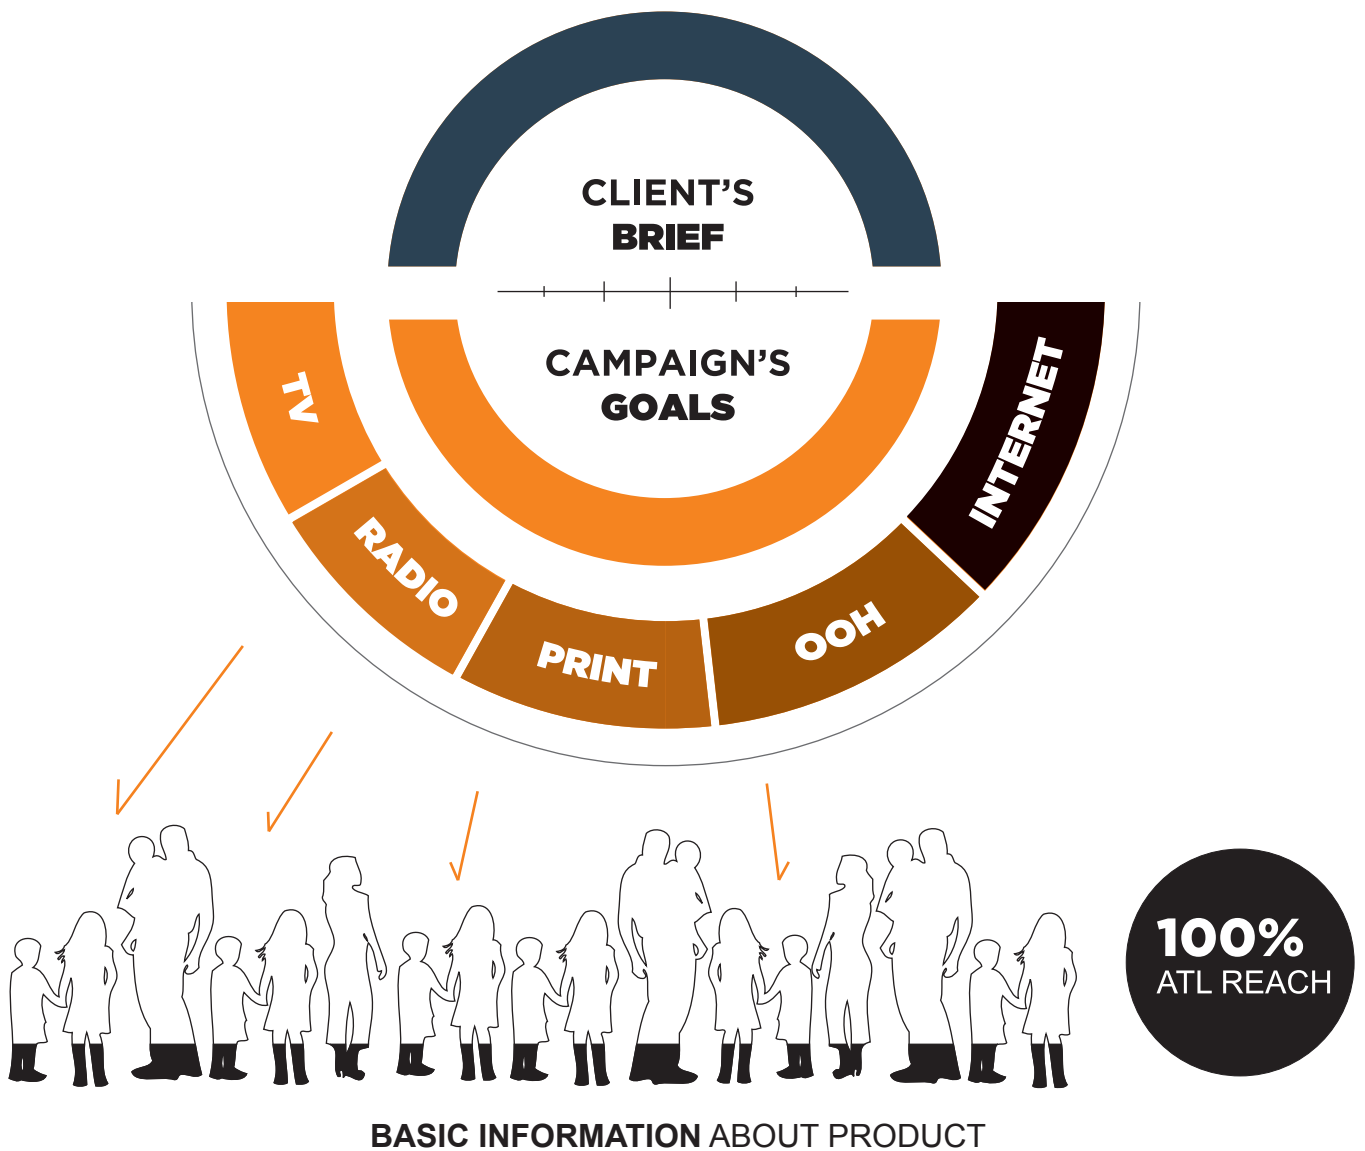 CLIENT’S
BRIEF
CAMPAIGN’S
GOALS
TV
RADIO
PRINT
OOH
INTERNET
100%
ATL REACH
BASIC INFORMATION ABOUT PRODUCT